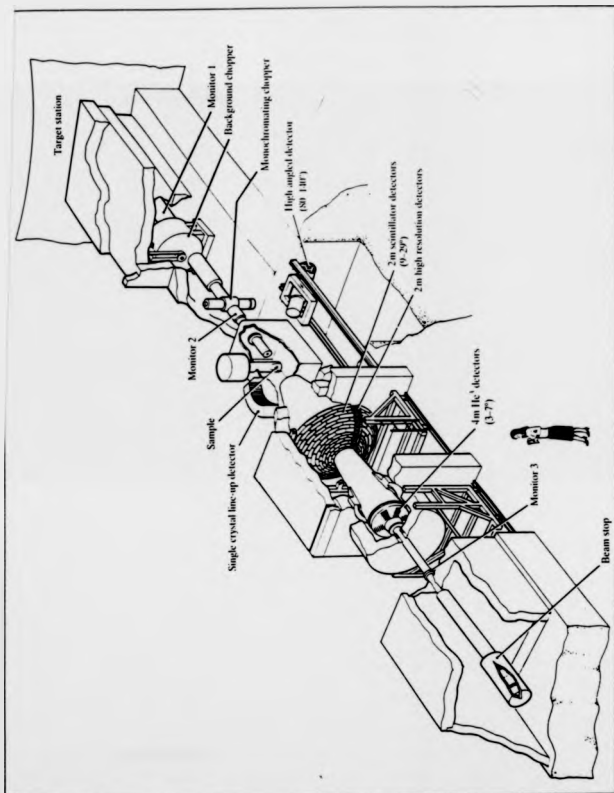 Target station
Monitor 1
Background chopper
Monochromating chopper
Monitor 2
High angled detector
(80–140°)
Sample
Single crystal line-up detector
2m scintillator detectors
(9–29°)
2m high resolution detectors
4m He³ detectors
(3–7°)
Monitor 3
Beam stop